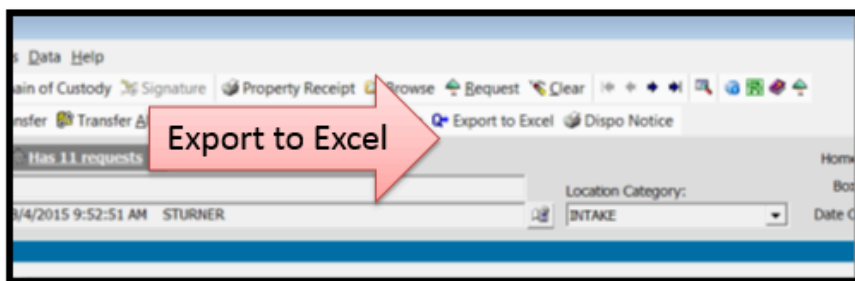 s Data Help
ain of Custody Signature Property Receipt Browse Request Clear
nsfer Transfer Export to Excel Dispo Notice
Export to Excel
Has 11 requests
Location Category:
8/4/2015 9:52:51 AM STURNER INTAKE Date